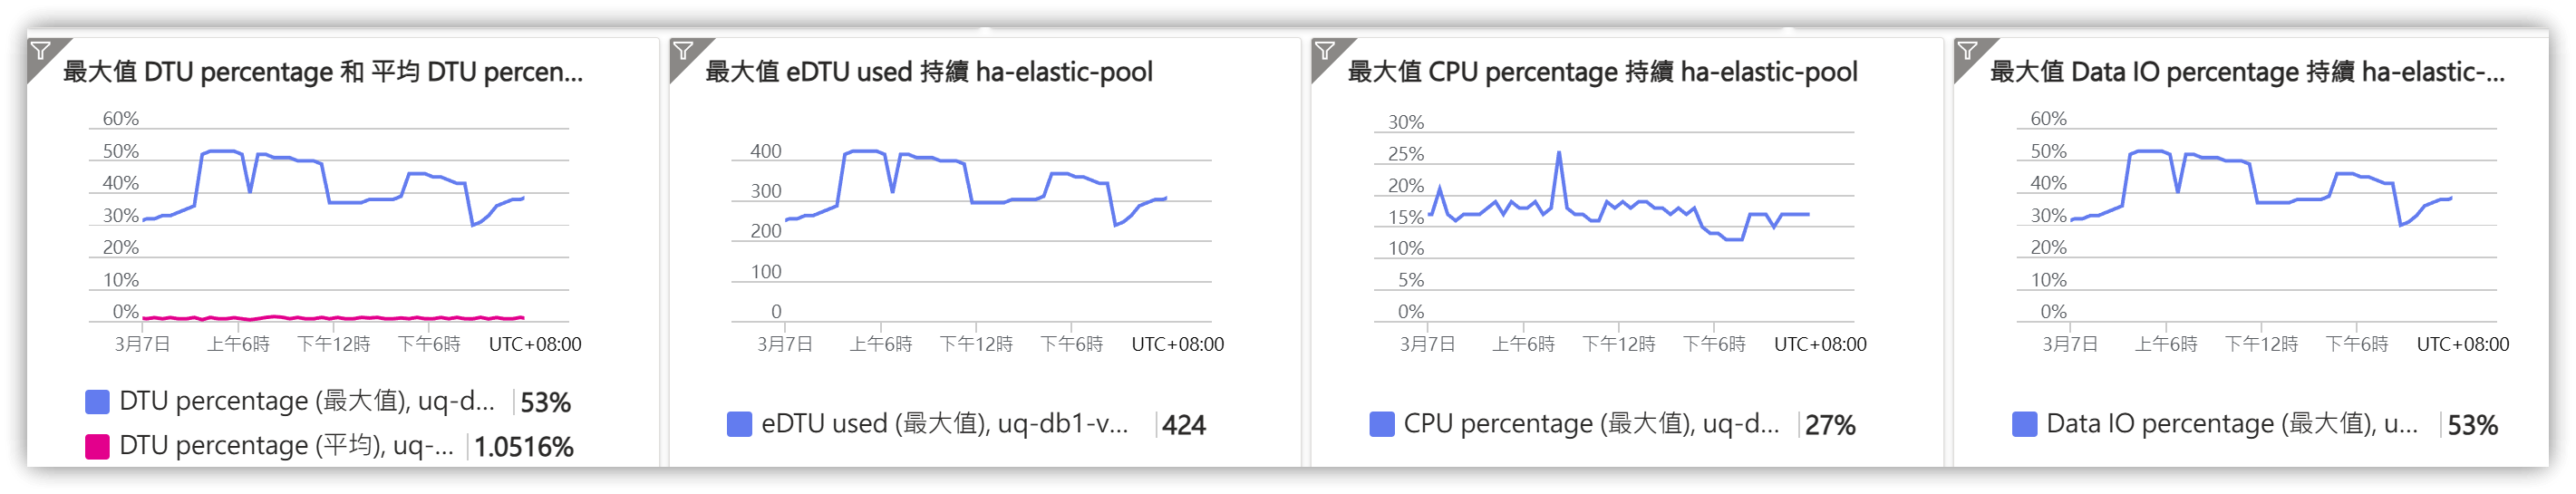 最大值 DTU percentage 和 平均 DTU percen...
60%
50%
40%
30%
20%
10%
0%
3月7日 上午6時 下午12時 下午6時 UTC+08:00
DTU percentage (最大值), uq-d... 53%
DTU percentage (平均), uq-... 1.0516%
最大值 eDTU used 持續 ha-elastic-pool
400
300
200
100
0
3月7日 上午6時 下午12時 下午6時 UTC+08:00
eDTU used (最大值), uq-db1-v... 424
最大值 CPU percentage 持續 ha-elastic-pool
30%
25%
20%
15%
10%
5%
0%
3月7日 上午6時 下午12時 下午6時 UTC+08:00
CPU percentage (最大值), uq-d... 27%
最大值 Data IO percentage 持續 ha-elastic-...
60%
50%
40%
30%
20%
10%
0%
3月7日 上午6時 下午12時 下午6時 UTC+08:00
Data IO percentage (最大值), u... 53%